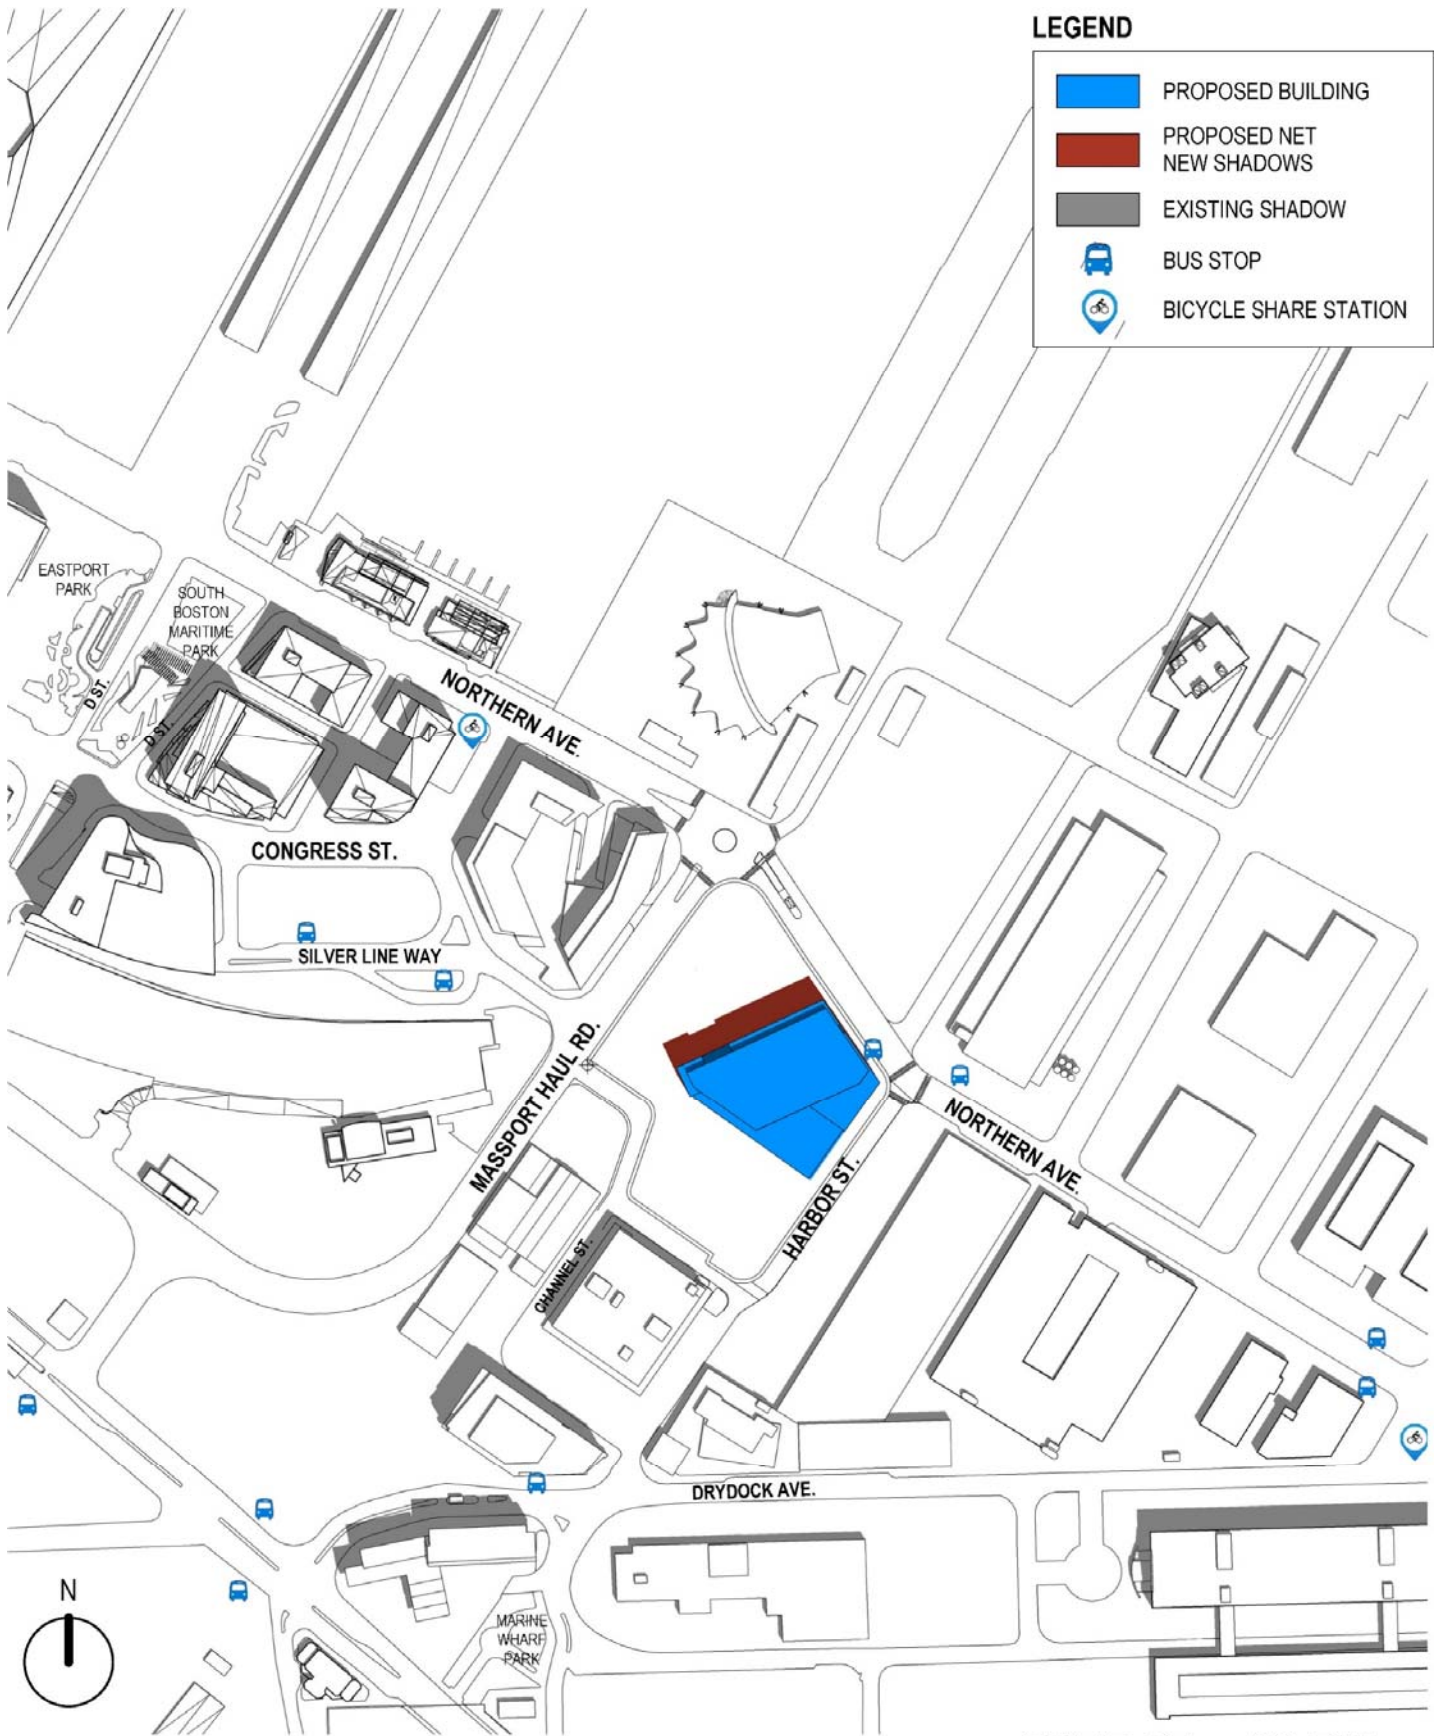 LEGEND
PROPOSED BUILDING
PROPOSED NET
NEW SHADOWS
EXISTING SHADOW
BUS STOP
BICYCLE SHARE STATION
EASTPORT
PARK
SOUTH
BOSTON
MARITIME
PARK
D ST.
D ST.
NORTHERN AVE.
CONGRESS ST.
SILVER LINE WAY
MASSPORT HAUL RD.
NORTHERN AVE.
HARBOR ST.
CHANNEL ST.
DRYDOCK AVE.
N
MARINE
WHARF
PARK